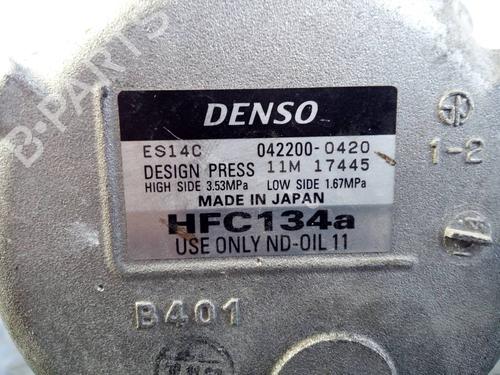 B-PARTS
DENSO
ES14C 042200-0420
DESIGN PRESS 11M 17445
HIGH SIDE 3.53MPa LOW SIDE 1.67MPa
MADE IN JAPAN
HFC134a
USE ONLY ND-OIL 11
1-2
B401